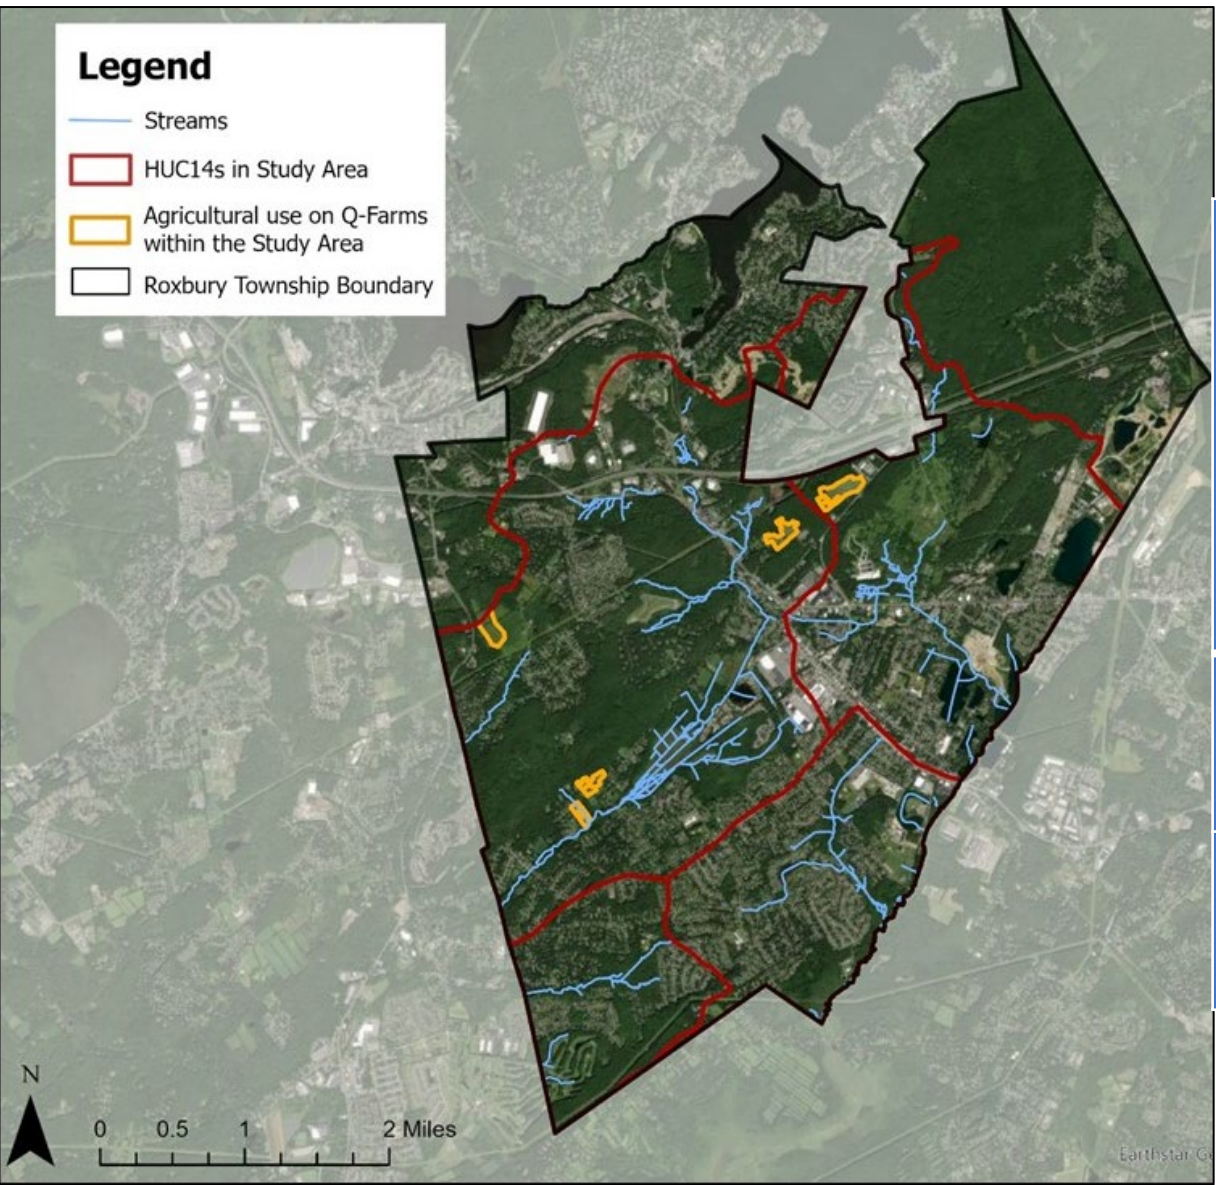 Legend
Streams
HUC14s in Study Area
Agricultural use on Q-Farms
within the Study Area
Roxbury Township Boundary
N
0 0.5 1 2 Miles
Earthstar Ge